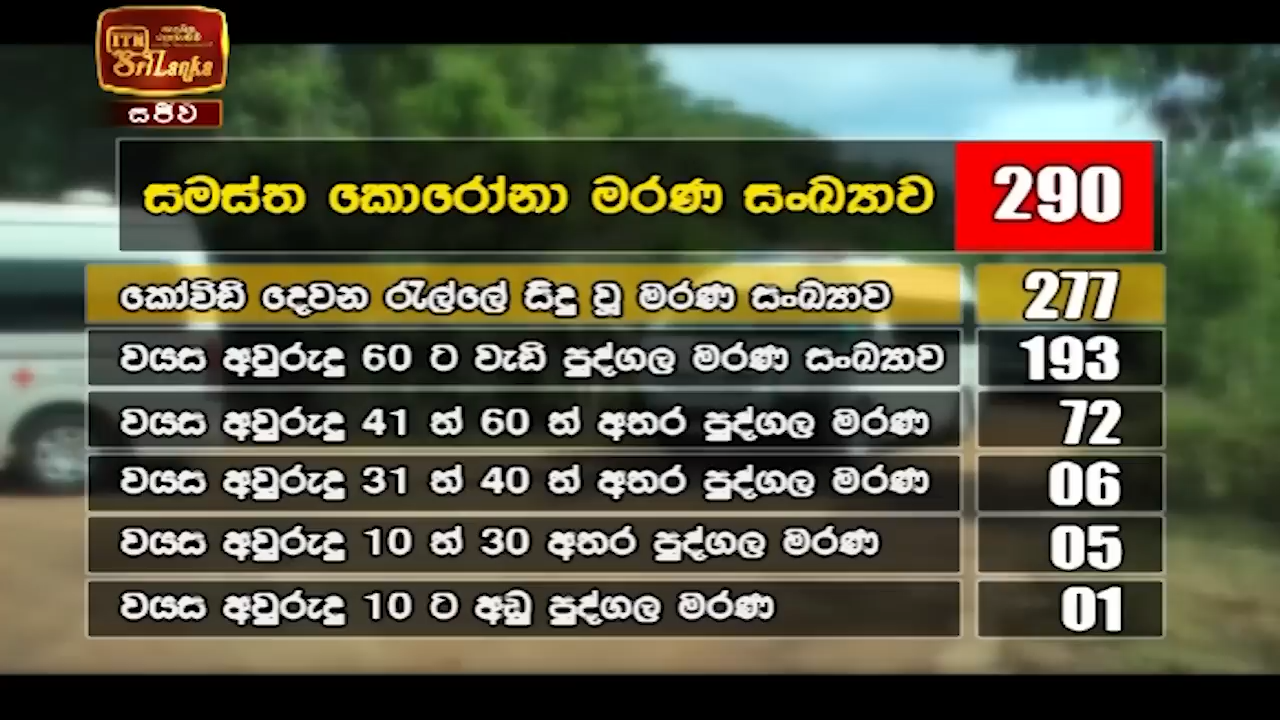 ITN
Sri Lanka
සජීව
සමස්ත කොරෝනා මරණ සංඛ්‍යාව 290
කෝවිඩ් දෙවන රැල්ලේ සිදු වූ මරණ සංඛ්‍යාව 277
වයස අවුරුදු 60 ට වැඩි පුද්ගල මරණ සංඛ්‍යාව 193
වයස අවුරුදු 41 ත් 60 ත් අතර පුද්ගල මරණ 72
වයස අවුරුදු 31 ත් 40 ත් අතර පුද්ගල මරණ 06
වයස අවුරුදු 10 ත් 30 අතර පුද්ගල මරණ 05
වයස අවුරුදු 10 ට අඩු පුද්ගල මරණ 01